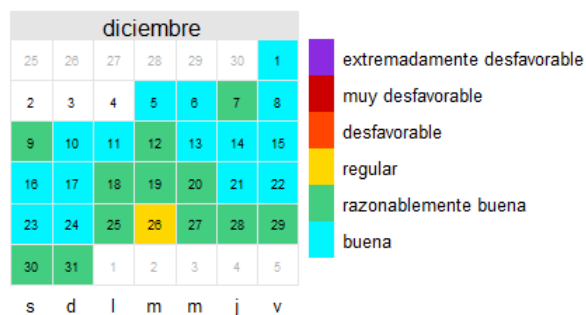 diciembre
25 26 27 28 29 30 1
2 3 4 5 6 7 8
9 10 11 12 13 14 15
16 17 18 19 20 21 22
23 24 25 26 27 28 29
30 31 1 2 3 4 5
s d l m m j v
extremadamente desfavorable
muy desfavorable
desfavorable
regular
razonablemente buena
buena